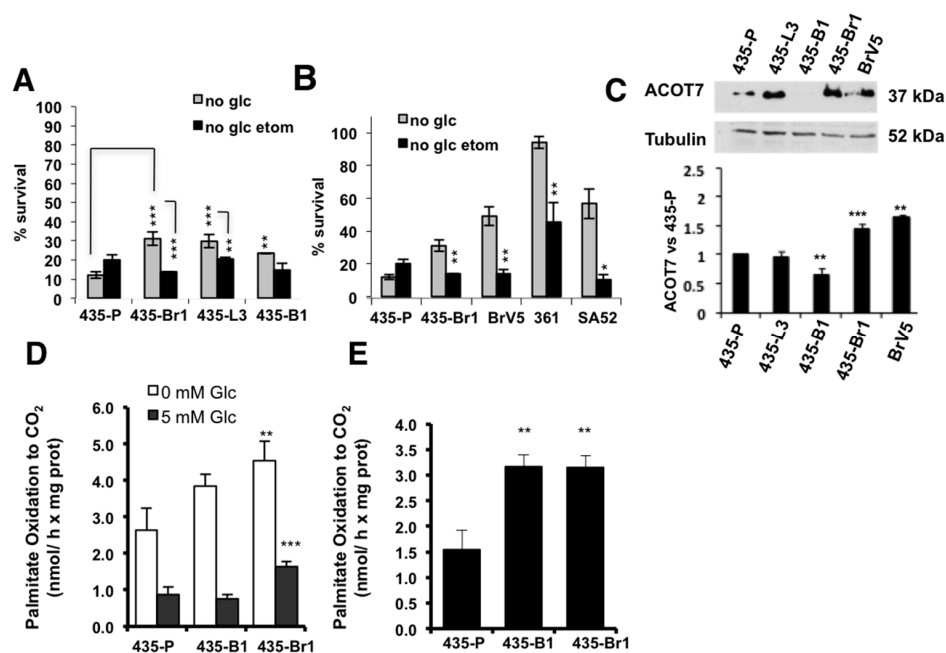 A
100
90
80
70
60
50
40
30
20
10
0
% survival
no glc
no glc etom
***
***
***
**
**
435-P 435-Br1 435-L3 435-B1
B
100
80
60
40
20
0
% survival
no glc
no glc etom
**
**
**
*
435-P 435-Br1 BrV5 361 SA52
C
435-P 435-L3 435-B1 435-Br1 BrV5
ACOT7 37 kDa
Tubulin 52 kDa
2.5
2
1.5
1
0.5
0
ACOT7 vs 435-P
**
***
**
435-P 435-L3 435-B1 435-Br1 BrV5
D
0 mM Glc
5 mM Glc
6.0
5.0
4.0
3.0
2.0
1.0
0.0
Palmitate Oxidation to CO2
(nmol/ h x mg prot)
**
***
435-P 435-B1 435-Br1
E
4.0
3.5
3.0
2.5
2.0
1.5
1.0
0.5
0.0
Palmitate Oxidation to CO2
(nmol/ h x mg prot)
** **
435-P 435-B1 435-Br1